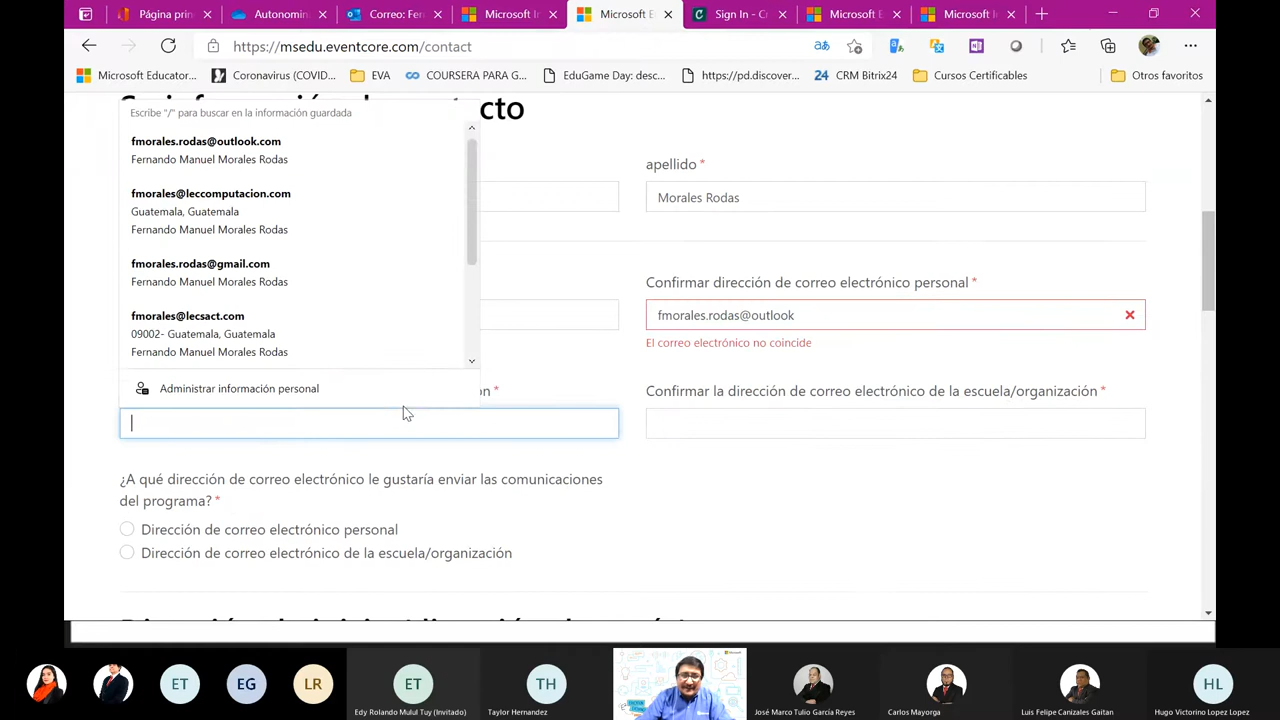 Página prin
Autonomin
Correo: Fer
Microsoft In
Microsoft E
Sign In - C
Microsoft E
Microsoft In
https://msedu.eventcore.com/contact
Microsoft Educator...
Coronavirus (COVID...
EVA
COURSERA PARA G...
EduGame Day: desc...
https://pd.discover...
24
CRM Bitrix24
Cursos Certificables
Otros favoritos
cto
Escribe "/" para buscar en la información guardada
fmorales.rodas@outlook.com
Fernando Manuel Morales Rodas
fmorales@leccomputacion.com
Guatemala, Guatemala
Fernando Manuel Morales Rodas
fmorales.rodas@gmail.com
Fernando Manuel Morales Rodas
fmorales@lecsact.com
09002- Guatemala, Guatemala
Fernando Manuel Morales Rodas
Administrar información personal
apellido *
Morales Rodas
Confirmar dirección de correo electrónico personal *
fmorales.rodas@outlook
El correo electrónico no coincide
ón *
Confirmar la dirección de correo electrónico de la escuela/organización *
¿A qué dirección de correo electrónico le gustaría enviar las comunicaciones
del programa? *
Dirección de correo electrónico personal
Dirección de correo electrónico de la escuela/organización
ET
EG
LR
ET
Edy Rolando Mulul Tuy (Invitado)
TH
Taylor Hernandez
José Marco Tulio García Reyes
Carlos Mayorga
Luis Felipe Canizales Gaitan
HL
Hugo Victorino Lopez Lopez